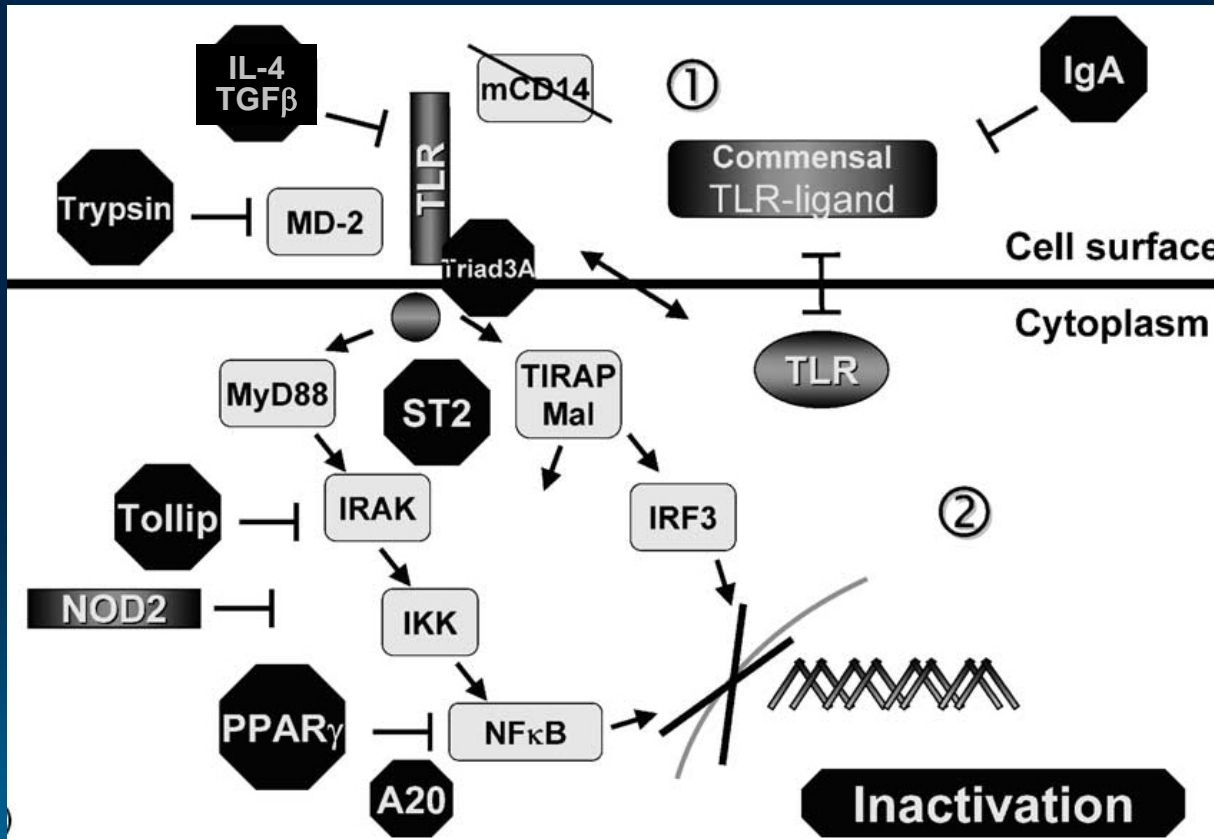 IL-4
TGFβ
mCD14
①
IgA
TLR
Commensal
TLR-ligand
Trypsin
MD-2
Triad3A
Cell surface
Cytoplasm
TLR
MyD88
ST2
TIRAP
Mal
Tollip
IRAK
IRF3
②
NOD2
IKK
PPARγ
NFκB
A20
Inactivation